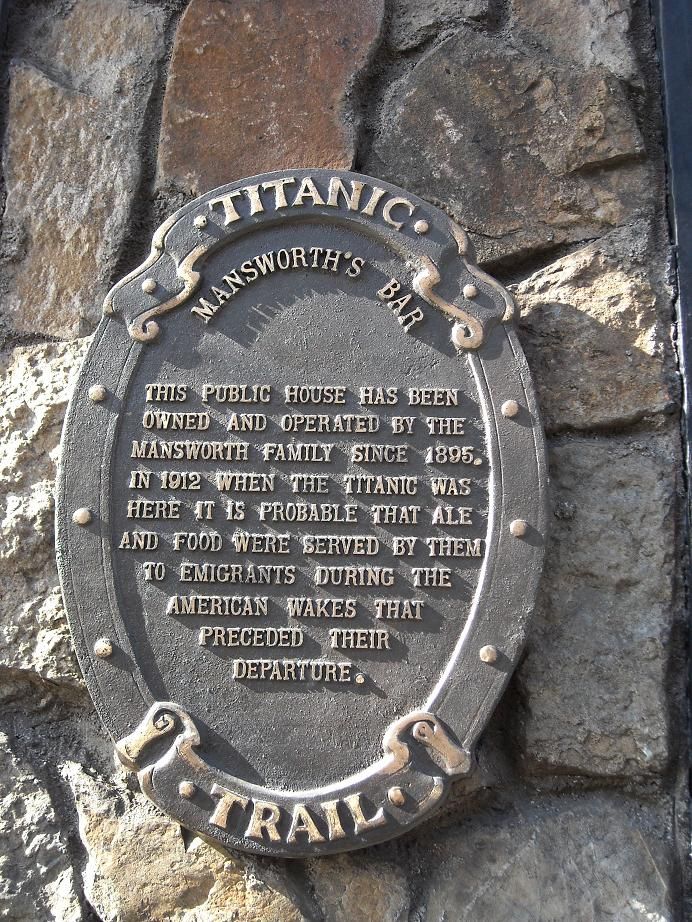 TITANIC
MANSWORTH'S BAR
THIS PUBLIC HOUSE HAS BEEN
OWNED AND OPERATED BY THE
MANSWORTH FAMILY SINCE 1895.
IN 1912 WHEN THE TITANIC WAS
HERE IT IS PROBABLE THAT ALE
AND FOOD WERE SERVED BY THEM
TO EMIGRANTS DURING THE
AMERICAN WAKES THAT
PRECEDED THEIR
DEPARTURE.
TRAIL